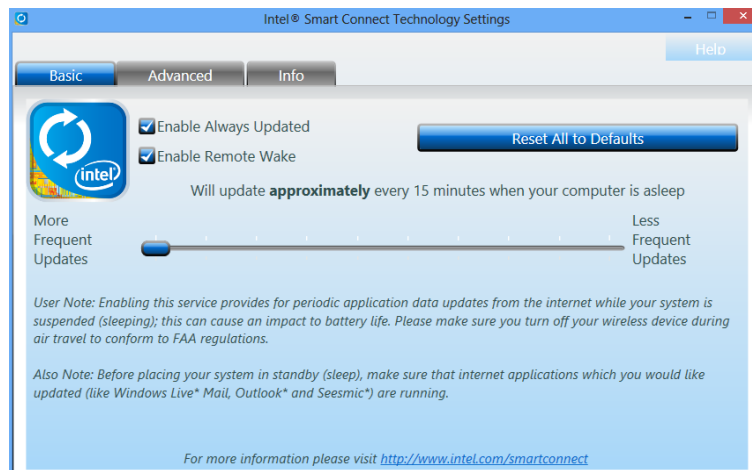 Intel® Smart Connect Technology Settings
Help
Basic Advanced Info
Enable Always Updated
Enable Remote Wake
Reset All to Defaults
intel
Will update approximately every 15 minutes when your computer is asleep
More
Frequent
Updates
Less
Frequent
Updates
User Note: Enabling this service provides for periodic application data updates from the internet while your system is
suspended (sleeping); this can cause an impact to battery life. Please make sure you turn off your wireless device during
air travel to conform to FAA regulations.
Also Note: Before placing your system in standby (sleep), make sure that internet applications which you would like
updated (like Windows Live* Mail, Outlook* and Seesmic*) are running.
For more information please visit http://www.intel.com/smartconnect